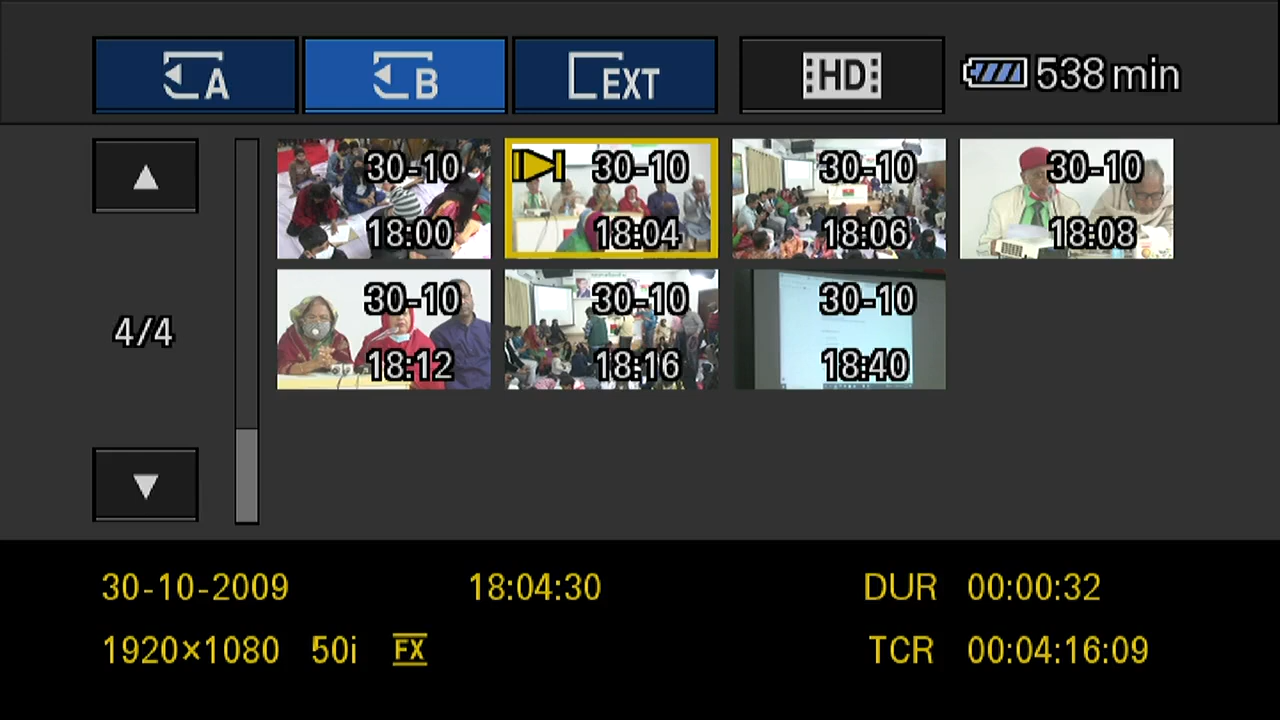 A B EXT HD 538 min
30-10 30-10 30-10 30-10
18:00 18:04 18:06 18:08
30-10 30-10 30-10
4/4
18:12 18:16 18:40
30-10-2009 18:04:30 DUR 00:00:32
1920×1080 50i FX TCR 00:04:16:09